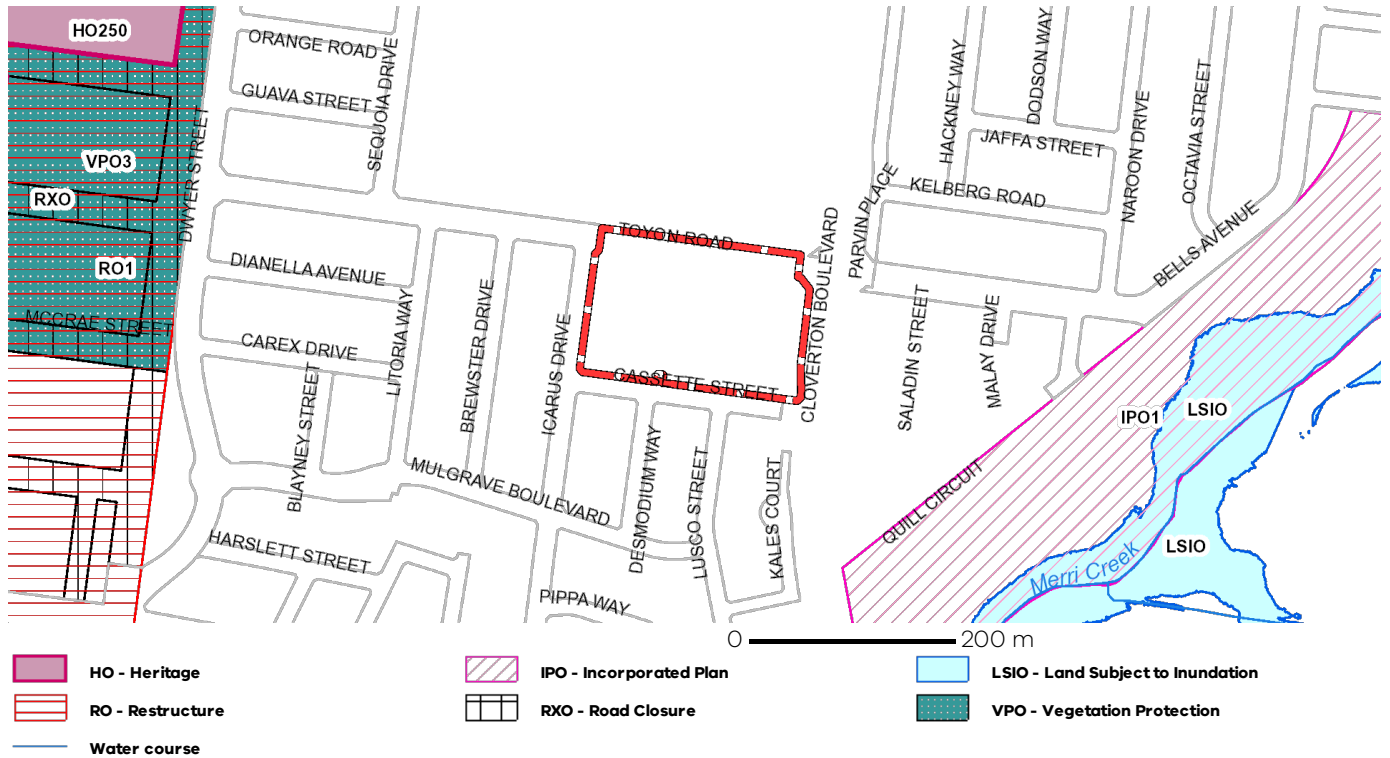 HO250
ORANGE ROAD
SEQUOIA DRIVE
GUAVA STREET
DWYER STREET
VPO3
RXO
RO1
MCCRAE STREET
DIANELLA AVENUE
CAREX DRIVE
LITORIA WAY
BLAYNEY STREET
BREWSTER DRIVE
ICARUS DRIVE
TOYON ROAD
CASSETTE STREET
CLOVERTON BOULEVARD
PARVIN PLACE
HACKNEY WAY
DODSON WAY
JAFFA STREET
KELBERG ROAD
NAROON DRIVE
OCTAVIA STREET
BELLS AVENUE
SALADIN STREET
MALAY DRIVE
IPO1
LSIO
QUILL CIRCUIT
LSIO
Merri Creek
MULGRAVE BOULEVARD
DESMODIUM WAY
LUSCO STREET
KALES COURT
HARSLETT STREET
PIPPA WAY
0 200 m
HO - Heritage
IPO - Incorporated Plan
LSIO - Land Subject to Inundation
RO - Restructure
RXO - Road Closure
VPO - Vegetation Protection
Water course